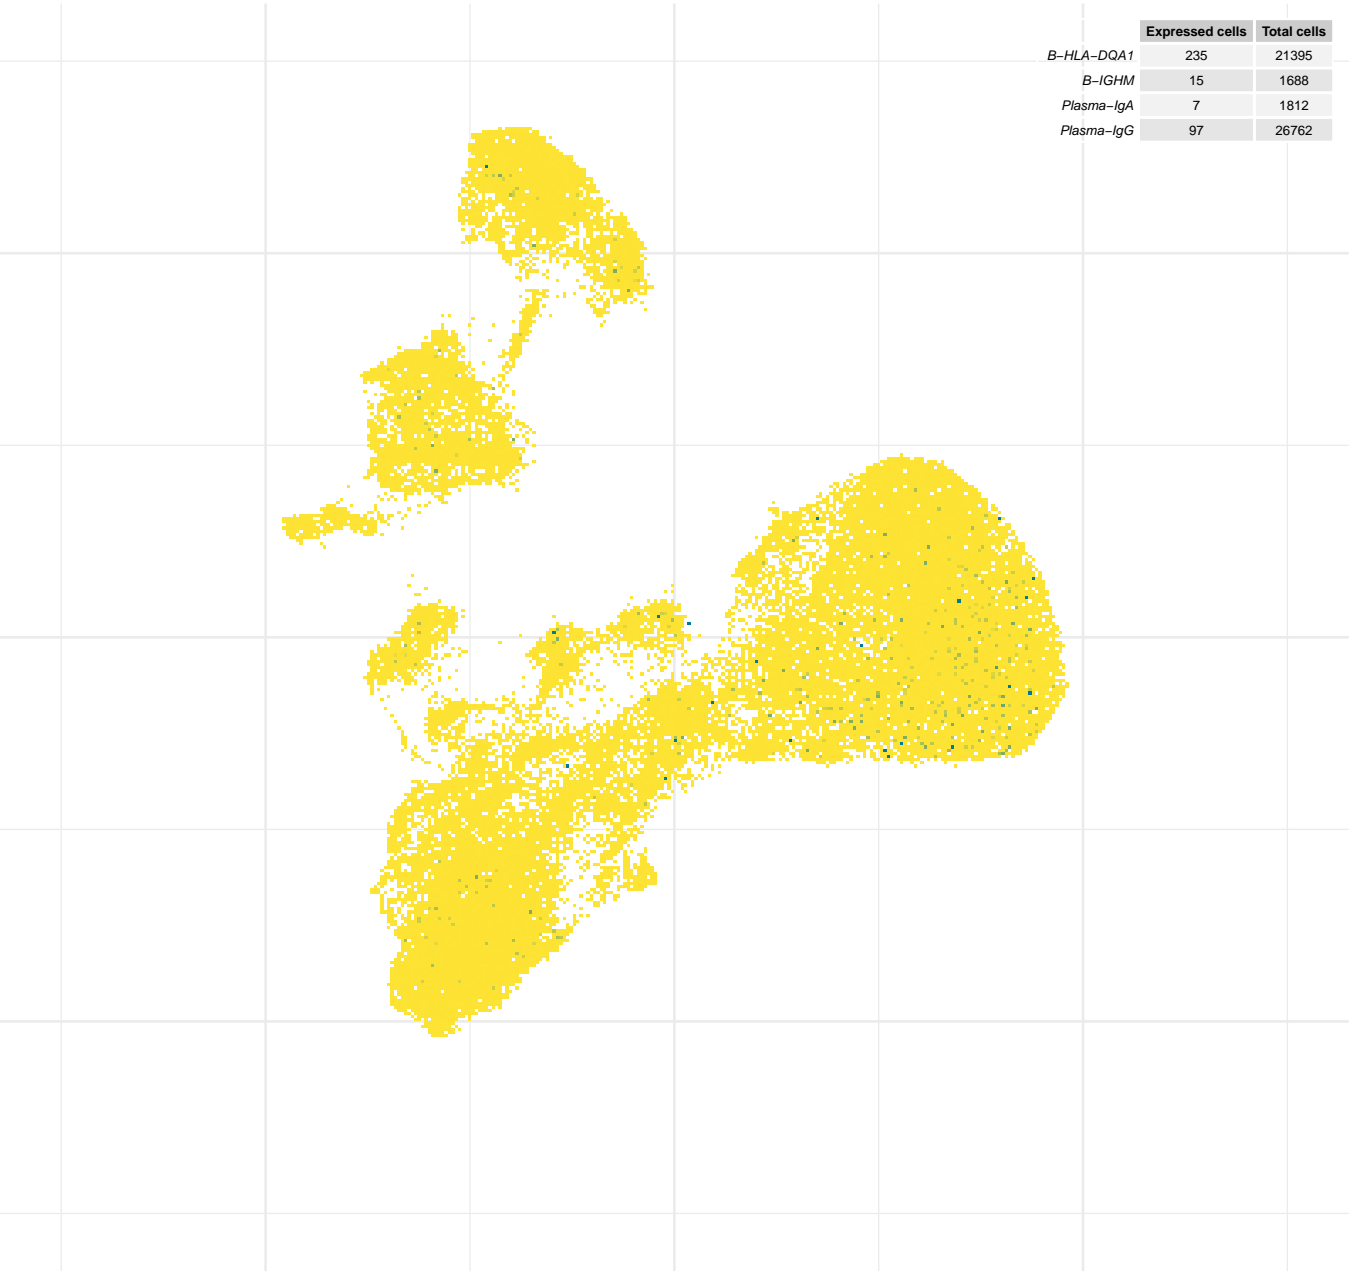 Expressed cells Total cells
B−HLA−DQA1 235 21395
B−IGHM 15 1688
Plasma−IgA 7 1812
Plasma−IgG 97 26762